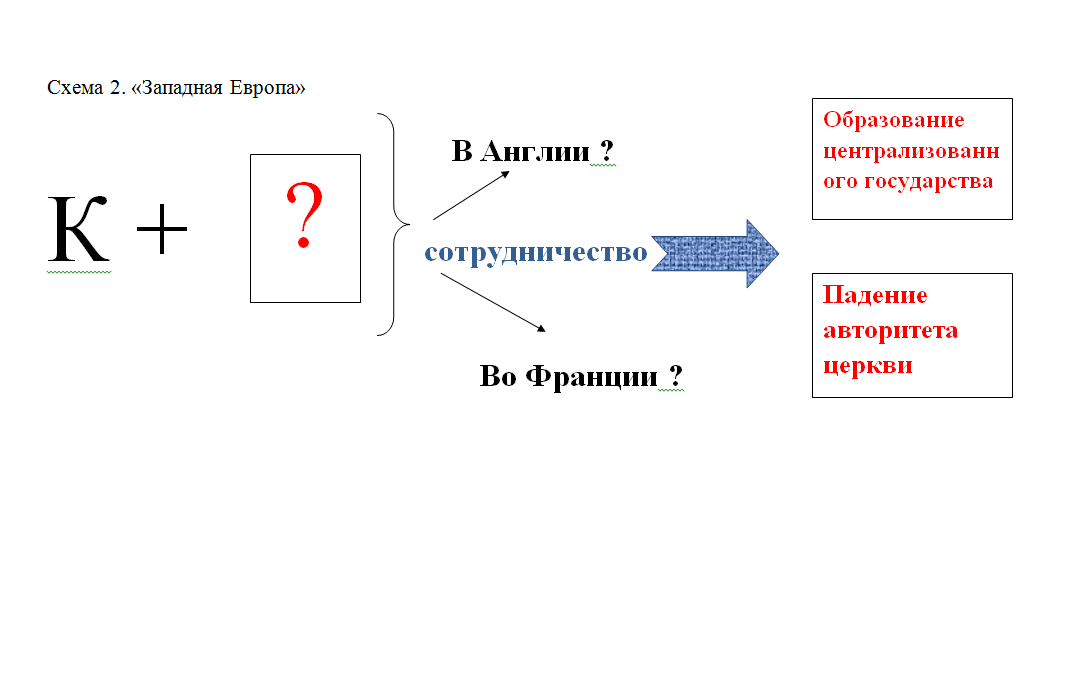 Схема 2. «Западная Европа»
К +
?
В Англии ?
сотрудничество
Во Франции ?
Образование
централизованн
ого государства
Падение
авторитета
церкви